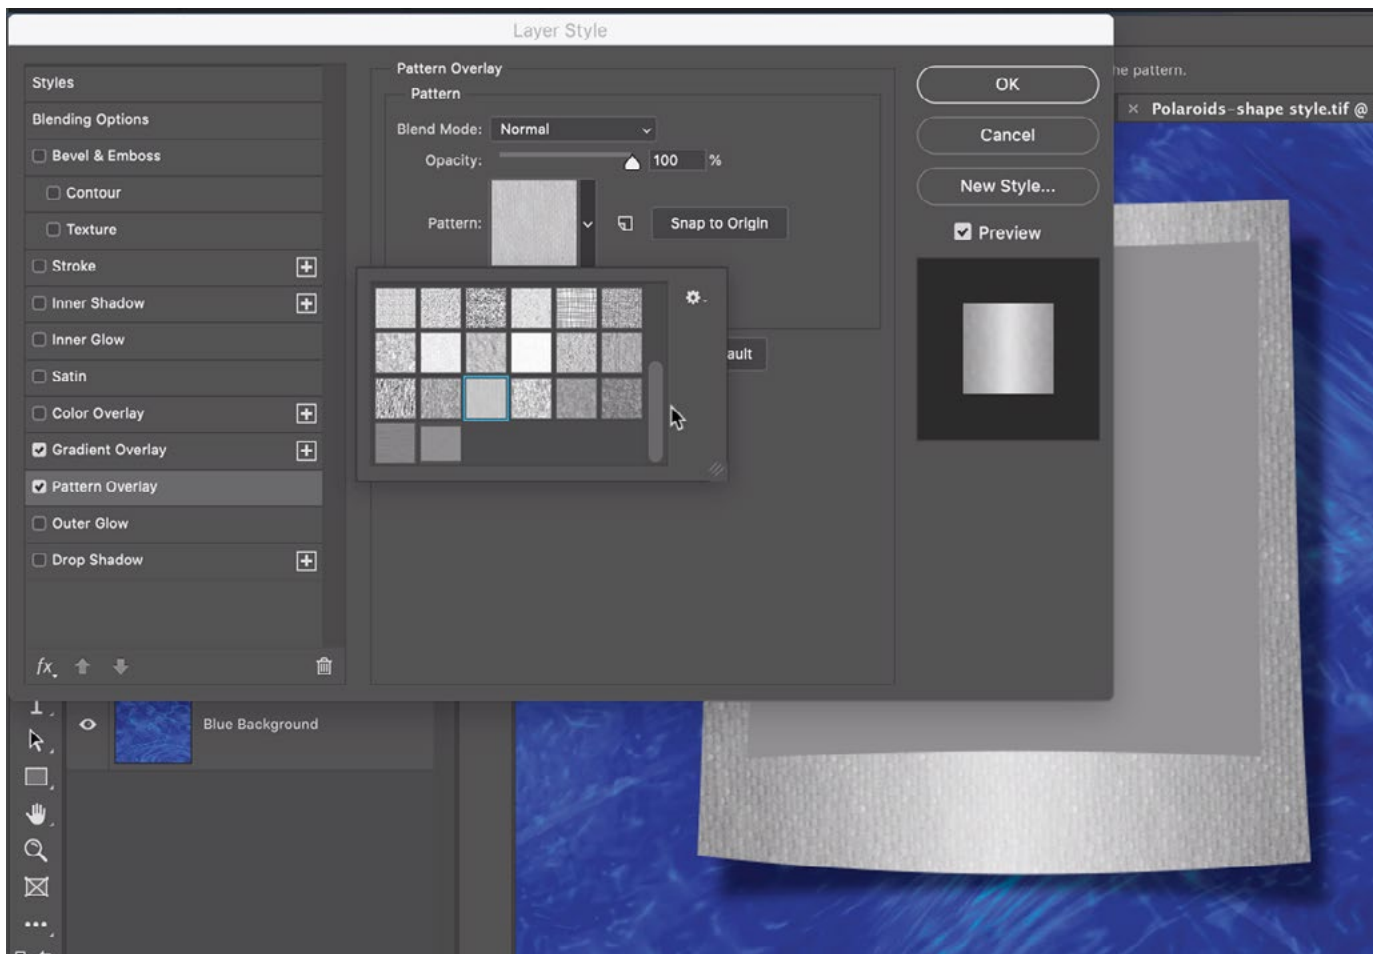 Layer Style
Styles
Blending Options
Bevel & Emboss
Contour
Texture
Stroke
Inner Shadow
Inner Glow
Satin
Color Overlay
Gradient Overlay
Pattern Overlay
Outer Glow
Drop Shadow
fx
Pattern Overlay
Pattern
Blend Mode: Normal
Opacity: 100 %
Pattern: Snap to Origin
ault
OK
Cancel
New Style...
Preview
he pattern.
× Polaroids-shape style.tif @
Blue Background